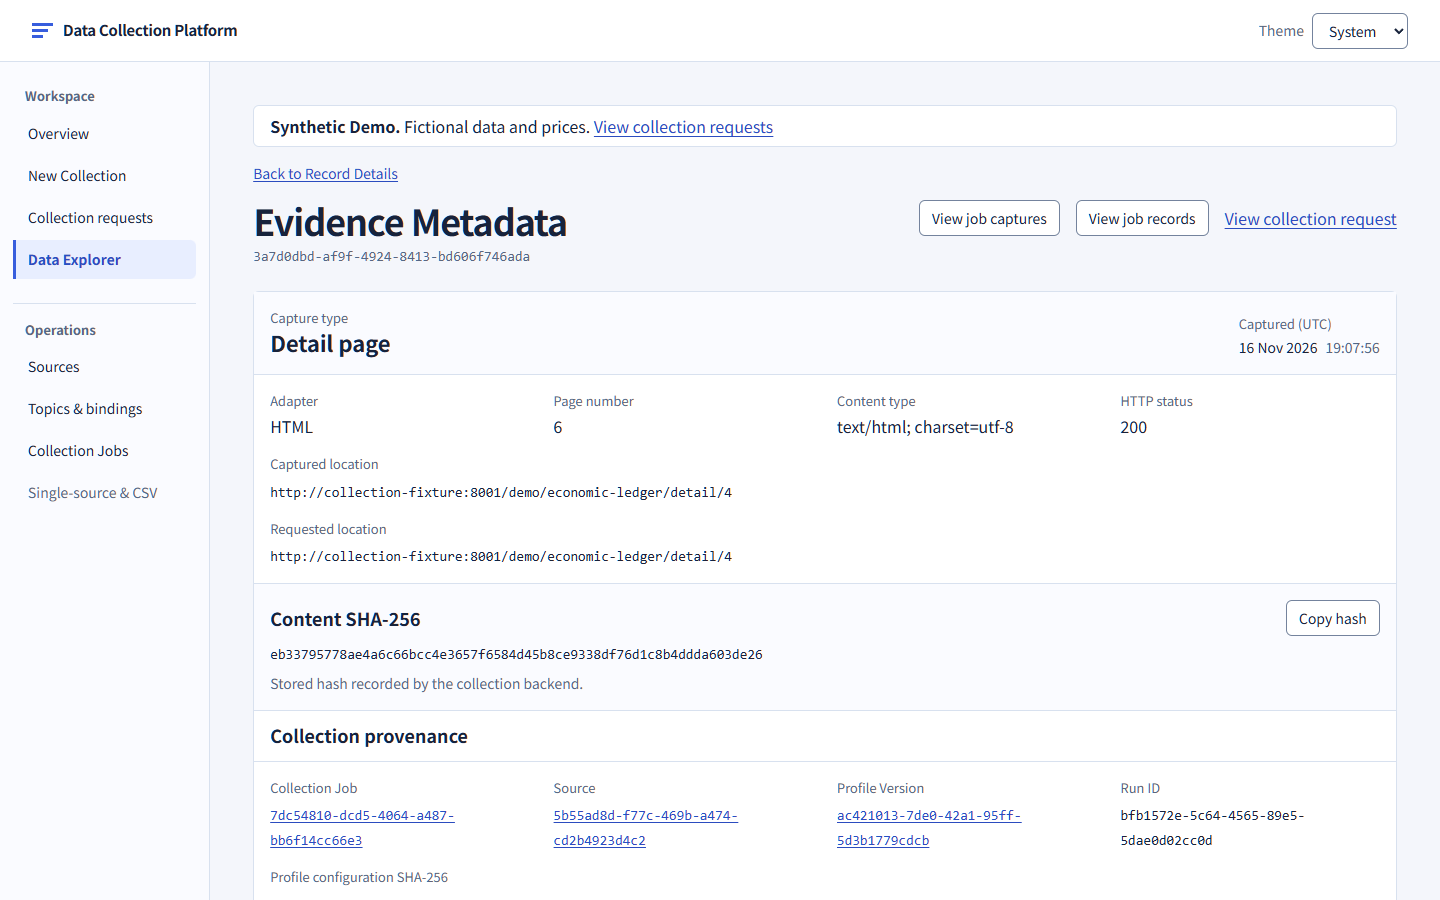 Data Collection Platform
Theme
System
Workspace
Overview
New Collection
Collection requests
Data Explorer
Operations
Sources
Topics & bindings
Collection Jobs
Single-source & CSV
Synthetic Demo. Fictional data and prices. View collection requests
Back to Record Details
Evidence Metadata
3a7d0dbd-af9f-4924-8413-bd606f746ada
View job captures
View job records
View collection request
Capture type
Detail page
Captured (UTC)
16 Nov 2026 19:07:56
Adapter
HTML
Page number
6
Content type
text/html; charset=utf-8
HTTP status
200
Captured location
http://collection-fixture:8001/demo/economic-ledger/detail/4
Requested location
http://collection-fixture:8001/demo/economic-ledger/detail/4
Content SHA-256
Copy hash
eb33795778ae4a6c66bcc4e3657f6584d45b8ce9338df76d1c8b4ddda603de26
Stored hash recorded by the collection backend.
Collection provenance
Collection Job
7dc54810-dcd5-4064-a487-
bb6f14cc66e3
Source
5b55ad8d-f77c-469b-a474-
cd2b4923d4c2
Profile Version
ac421013-7de0-42a1-95ff-
5d3b1779cdcb
Run ID
bfb1572e-5c64-4565-89e5-
5dae0d02cc0d
Profile configuration SHA-256